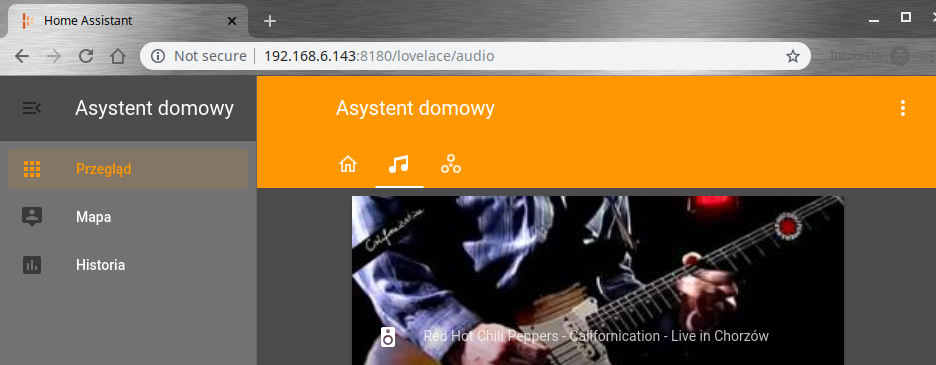 Home Assistant
Not secure
192.168.6.143:8180/lovelace/audio
Incognito
Asystent domowy
Asystent domowy
Przegląd
Mapa
Historia
Californication
Red Hot Chili Peppers - Californication - Live in Chorzów